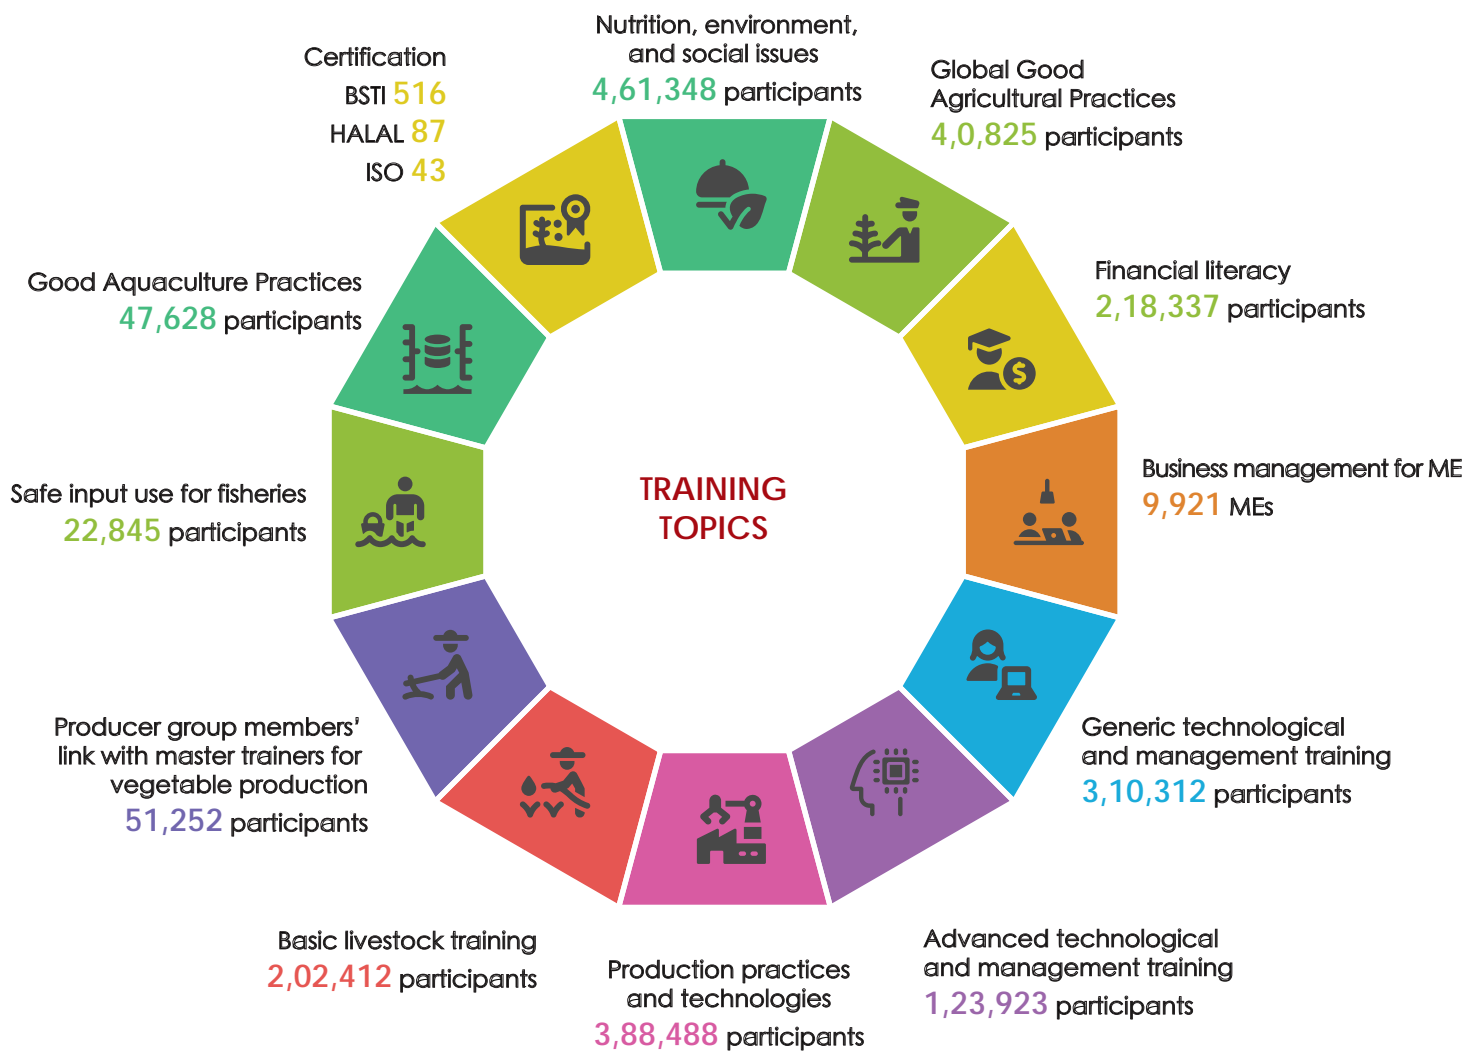 Nutrition, environment,
and social issues
4,61,348 participants
Global Good
Agricultural Practices
4,0,825 participants
Financial literacy
2,18,337 participants
Business management for ME
9,921 MEs
Generic technological
and management training
3,10,312 participants
Advanced technological
and management training
1,23,923 participants
Production practices
and technologies
3,88,488 participants
Basic livestock training
2,02,412 participants
Producer group members'
link with master trainers for
vegetable production
51,252 participants
Safe input use for fisheries
22,845 participants
Good Aquaculture Practices
47,628 participants
Certification
BSTI 516
HALAL 87
ISO 43
TRAINING
TOPICS